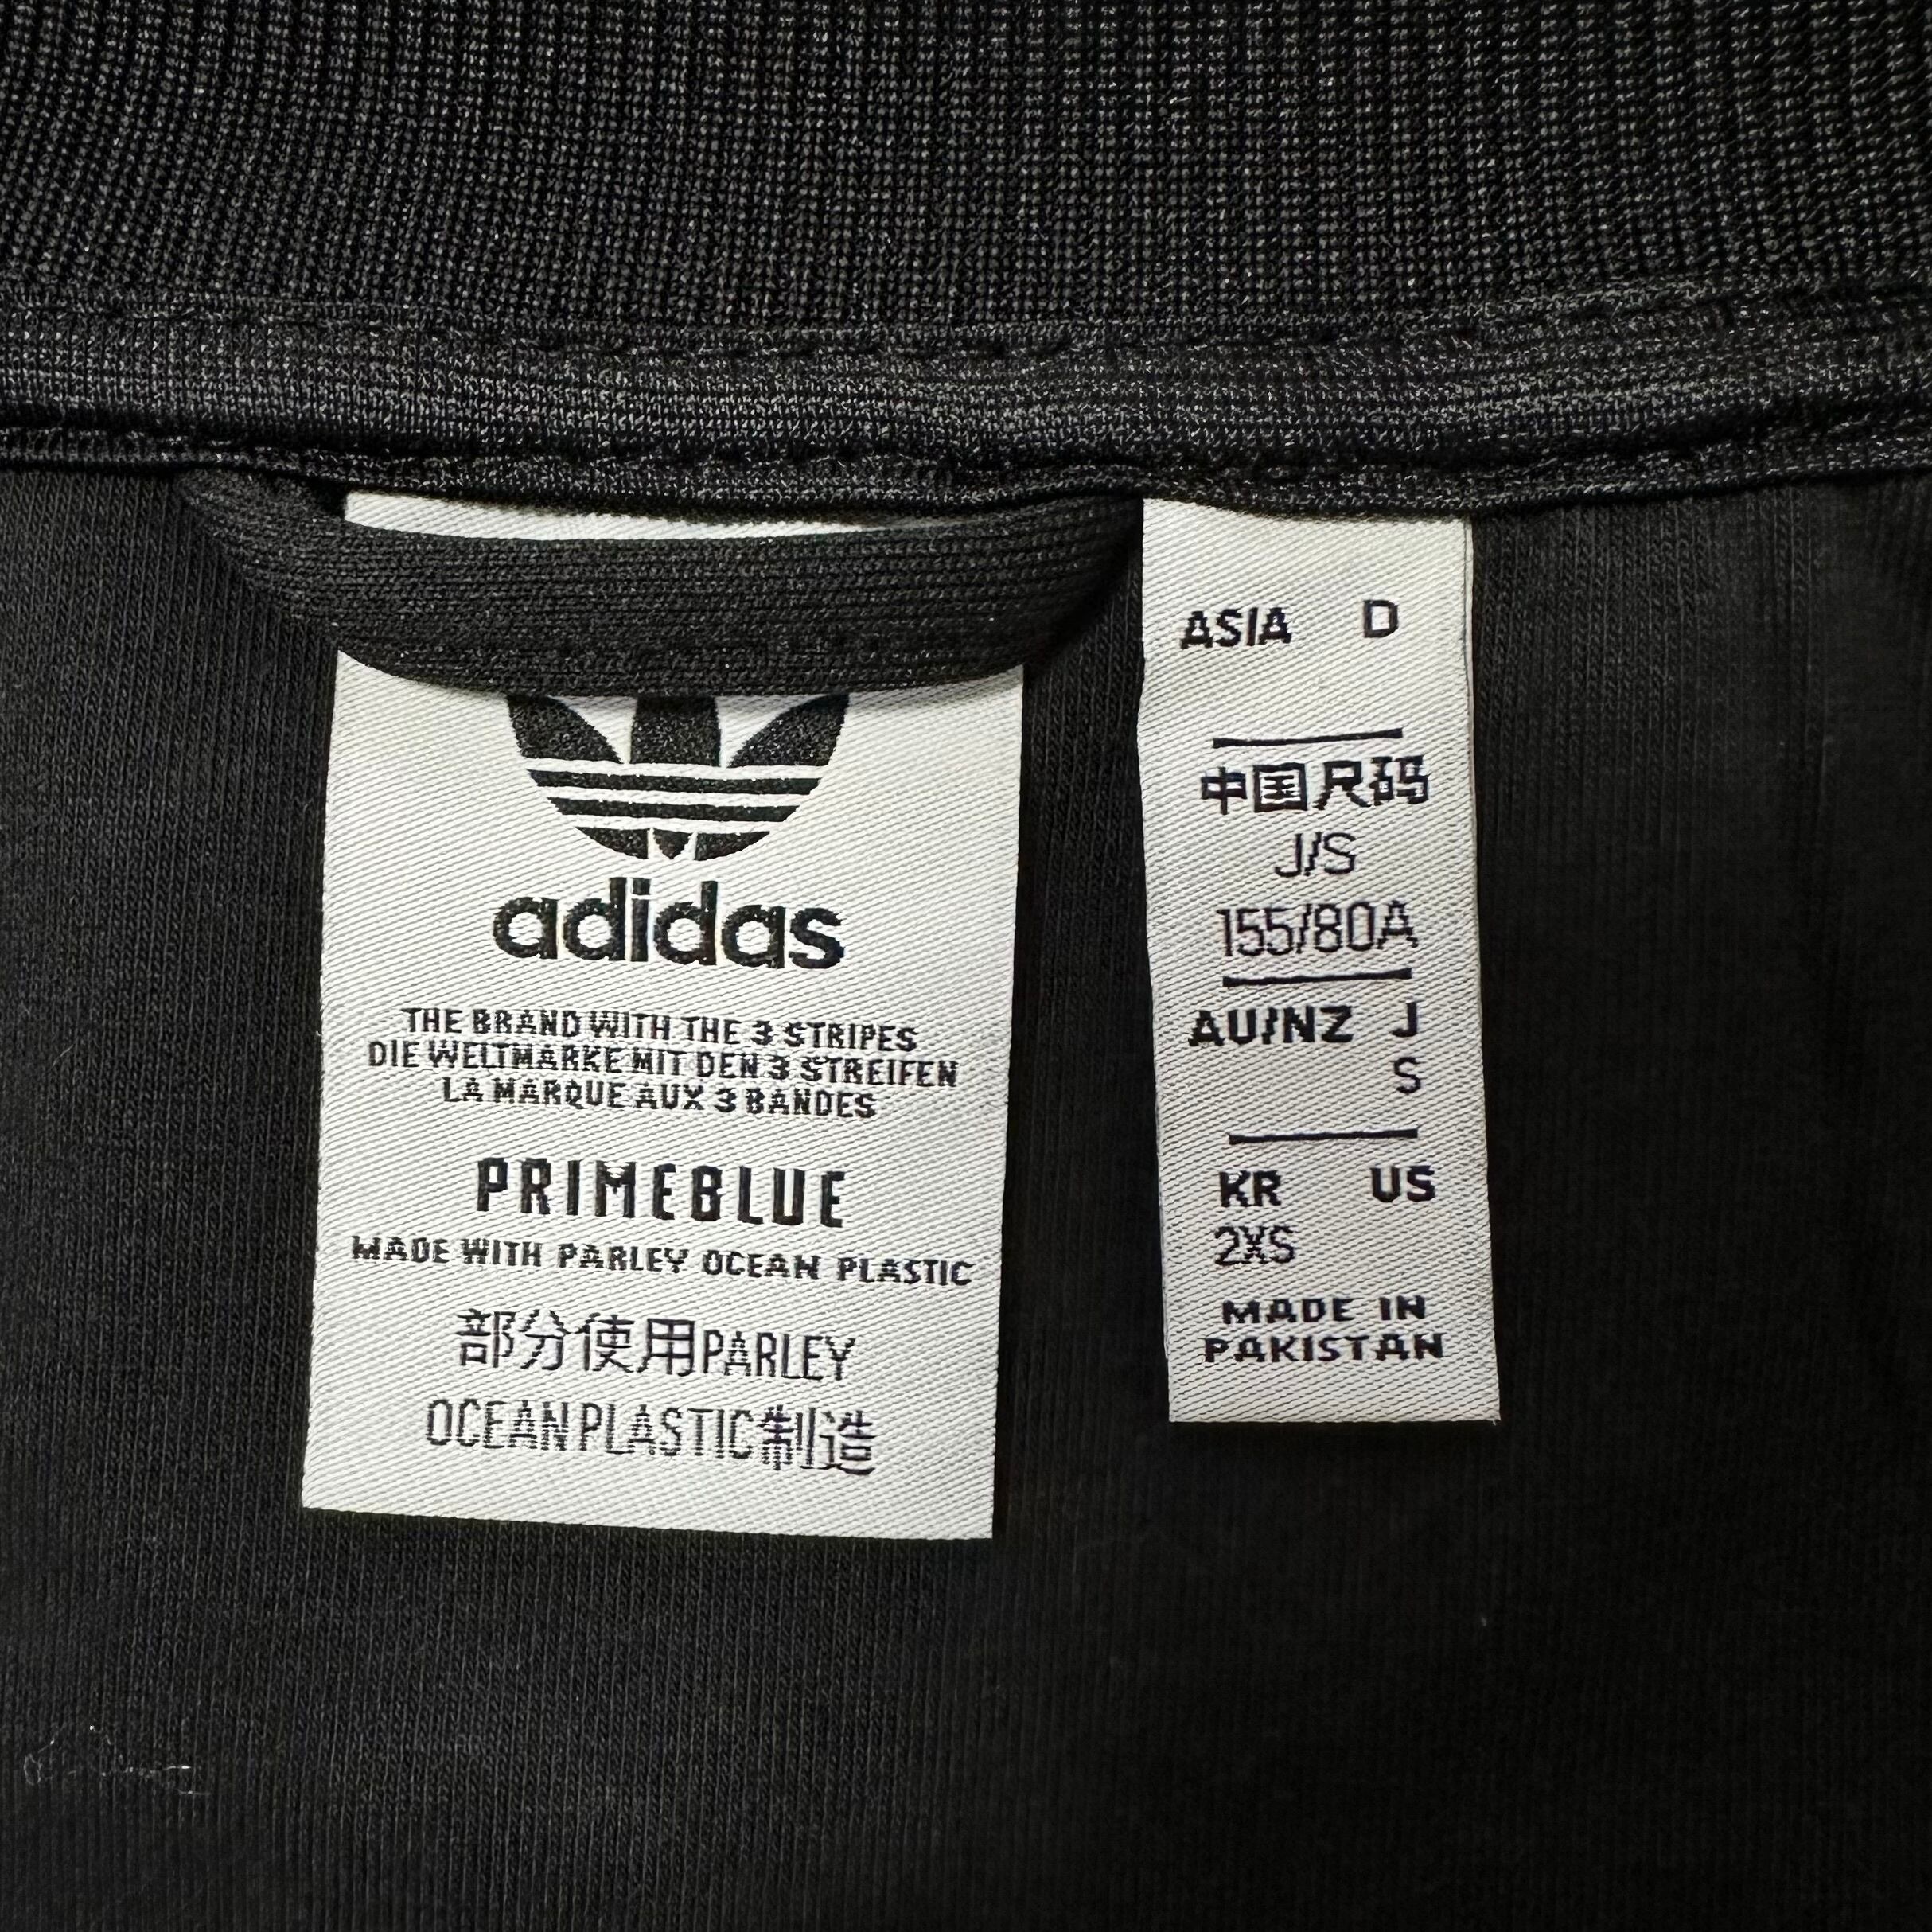 adidas
THE BRAND WITH THE 3 STRIPES
DIE WELTMARKE MIT DEN 3 STREIFEN
LA MARQUE AUX 3 BANDES
PRIMEBLUE
MADE WITH PARLEY OCEAN PLASTIC
部分使用PARLEY
OCEAN PLASTIC制造
ASIA D
中国尺码
J/S
155/80A
AU/NZ J
S
KR US
2XS
MADE IN
PAKISTAN